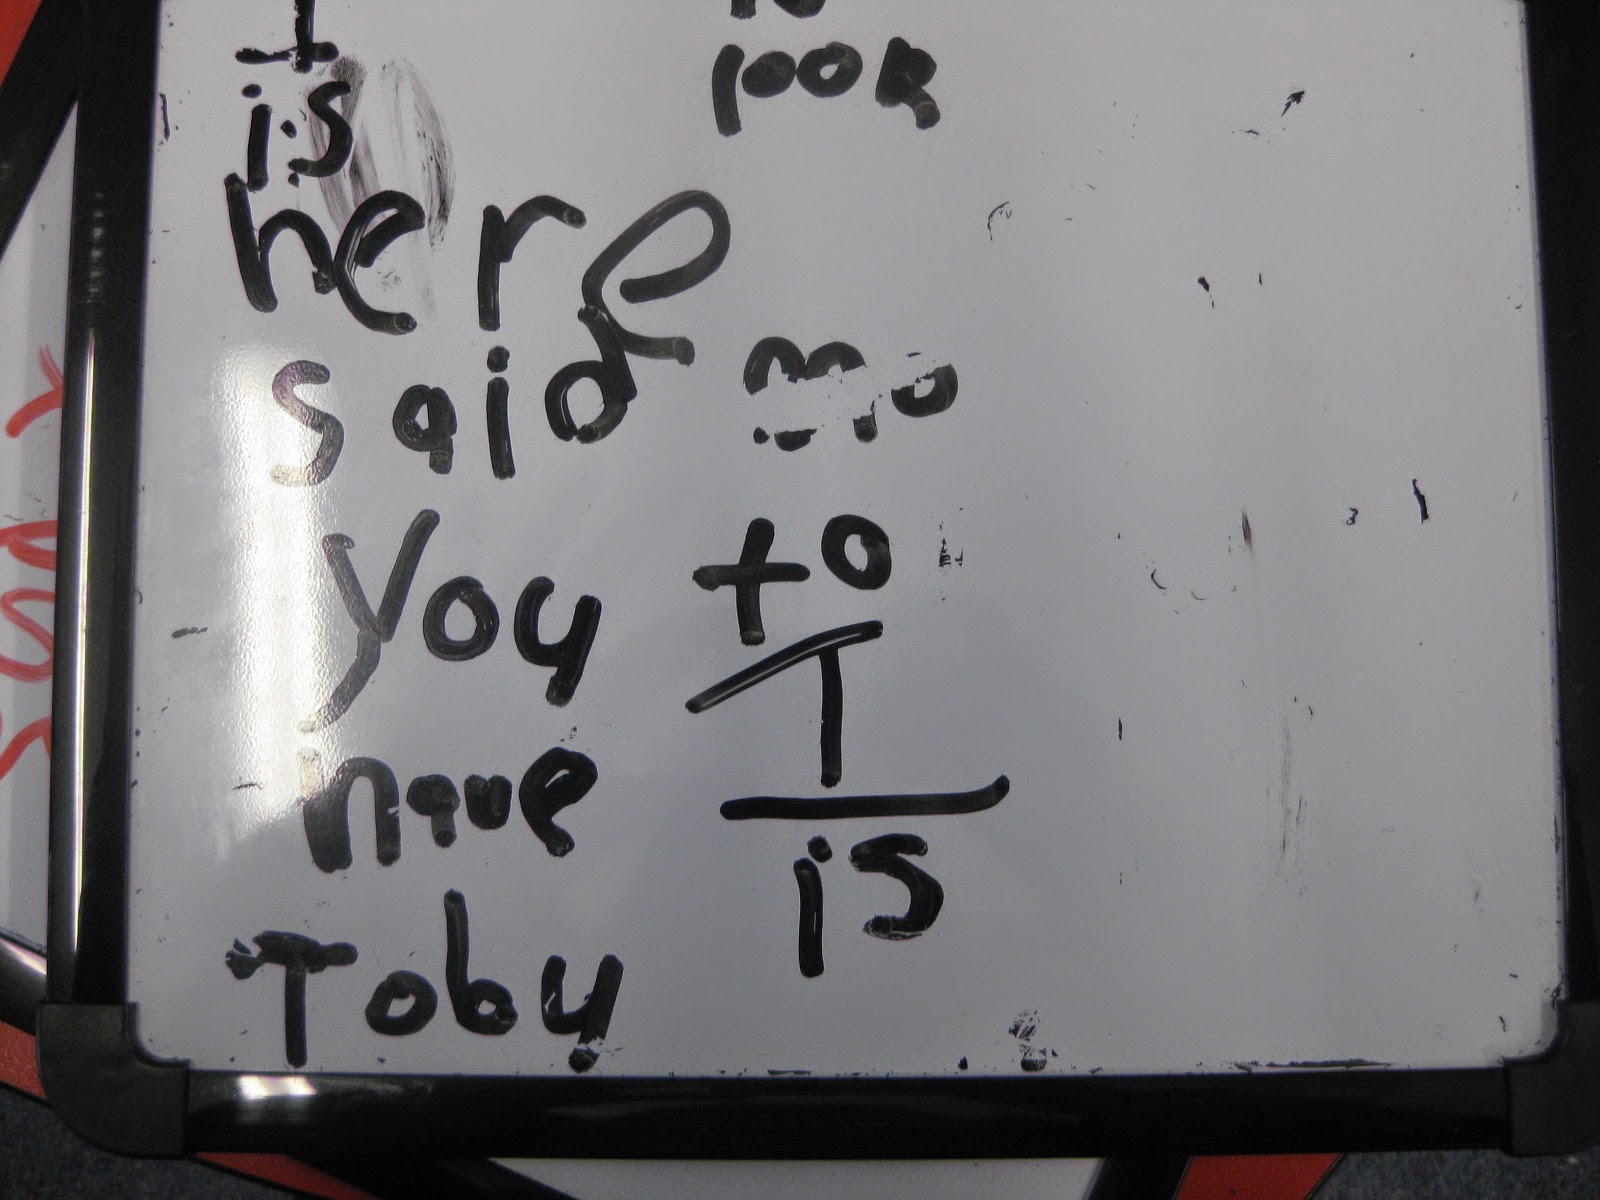 I
is
here
said
you
have
Toby
look
to
I
is